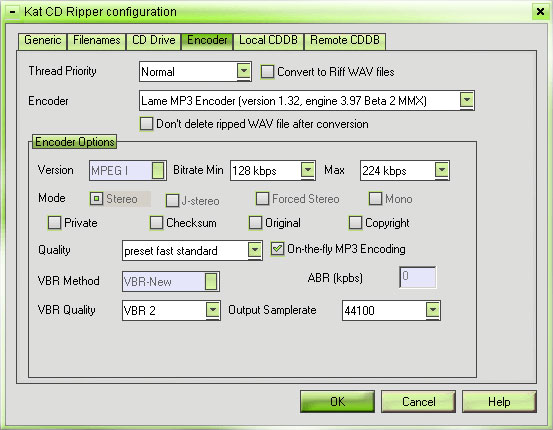 Kat CD Ripper configuration
Generic Filenames CD Drive Encoder Local CDDB Remote CDDB
Thread Priority Normal Convert to Riff WAV files
Encoder Lame MP3 Encoder (version 1.32, engine 3.97 Beta 2 MMX)
Don't delete ripped WAV file after conversion
Encoder Options
Version MPEG I Bitrate Min 128 kbps Max 224 kbps
Mode Stereo J-stereo Forced Stereo Mono
Private Checksum Original Copyright
Quality preset fast standard On-the-fly MP3 Encoding
VBR Method VBR-New ABR (kpbs) 0
VBR Quality VBR 2 Output Samplerate 44100
OK Cancel Help